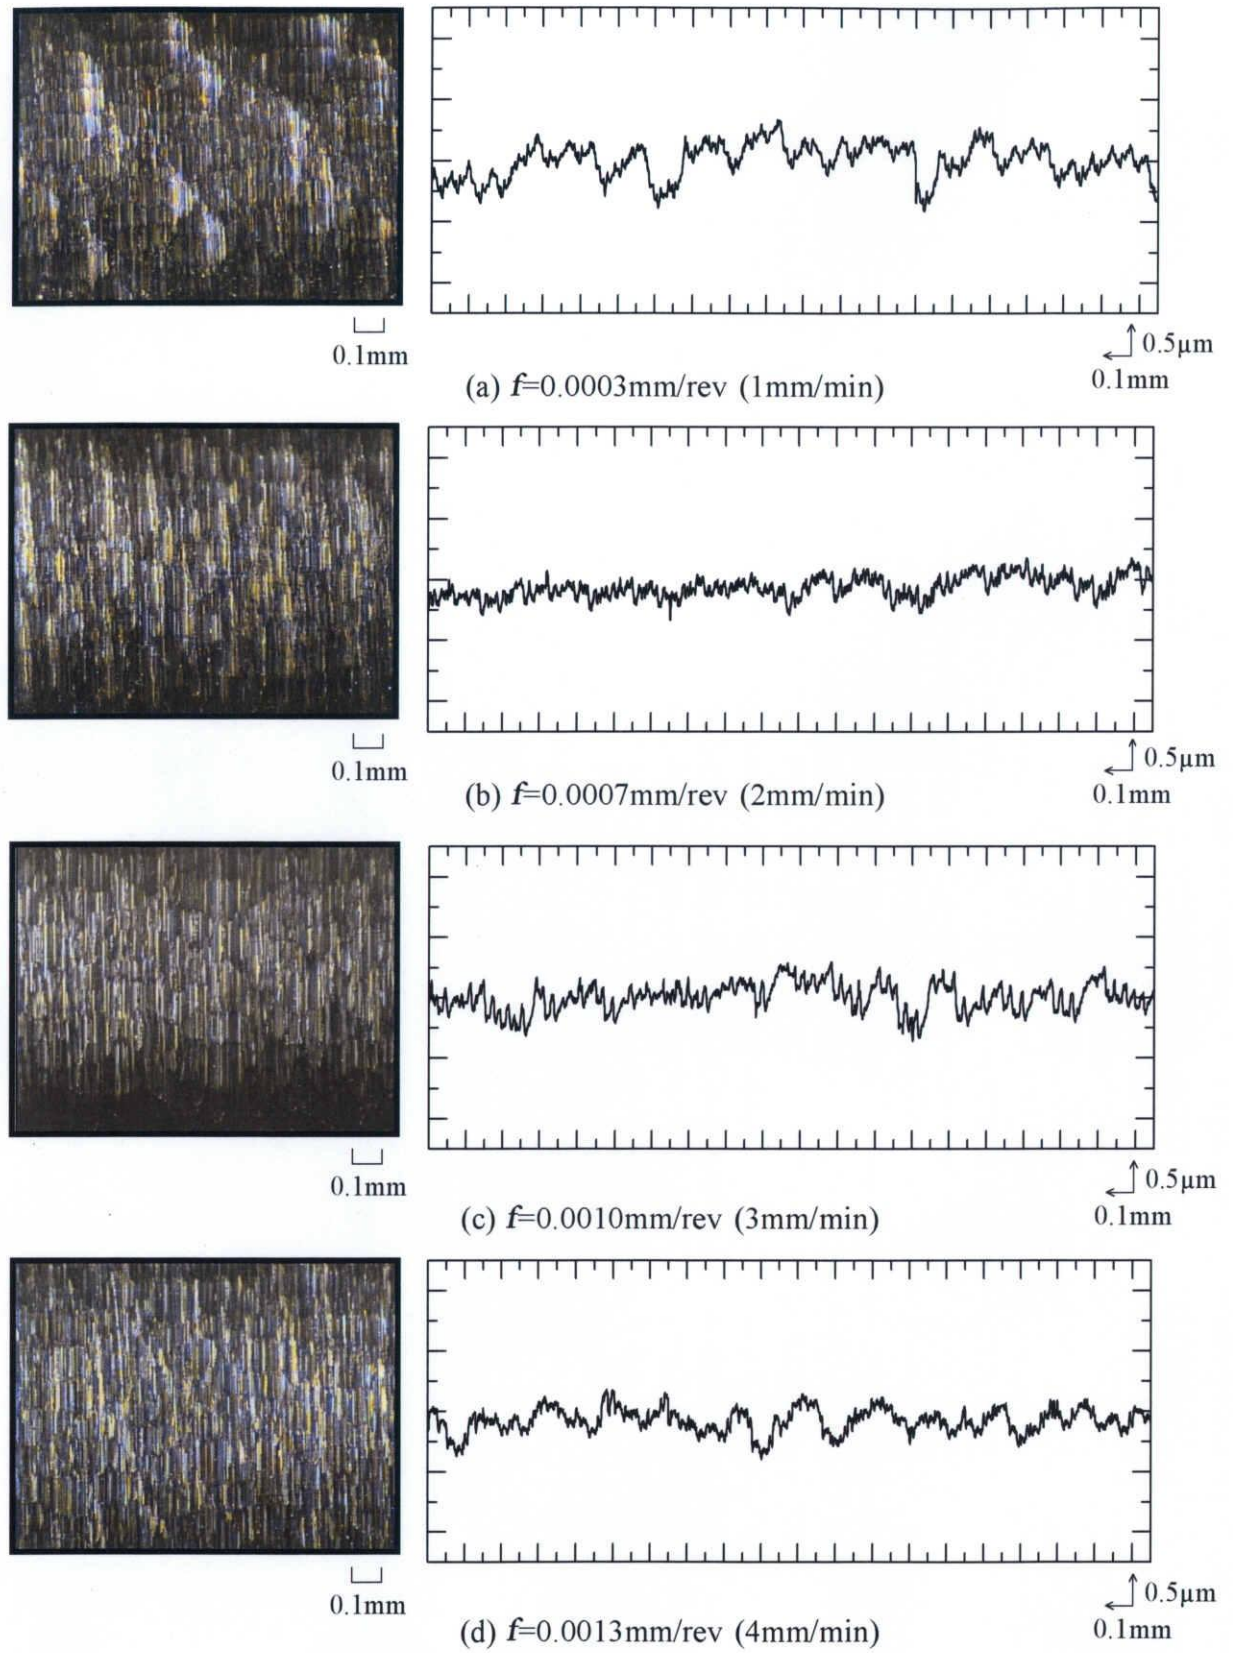 0.1mm
0.5μm
0.1mm
(a) f=0.0003mm/rev (1mm/min)
0.1mm
0.5μm
0.1mm
(b) f=0.0007mm/rev (2mm/min)
0.1mm
0.5μm
0.1mm
(c) f=0.0010mm/rev (3mm/min)
0.1mm
0.5μm
0.1mm
(d) f=0.0013mm/rev (4mm/min)